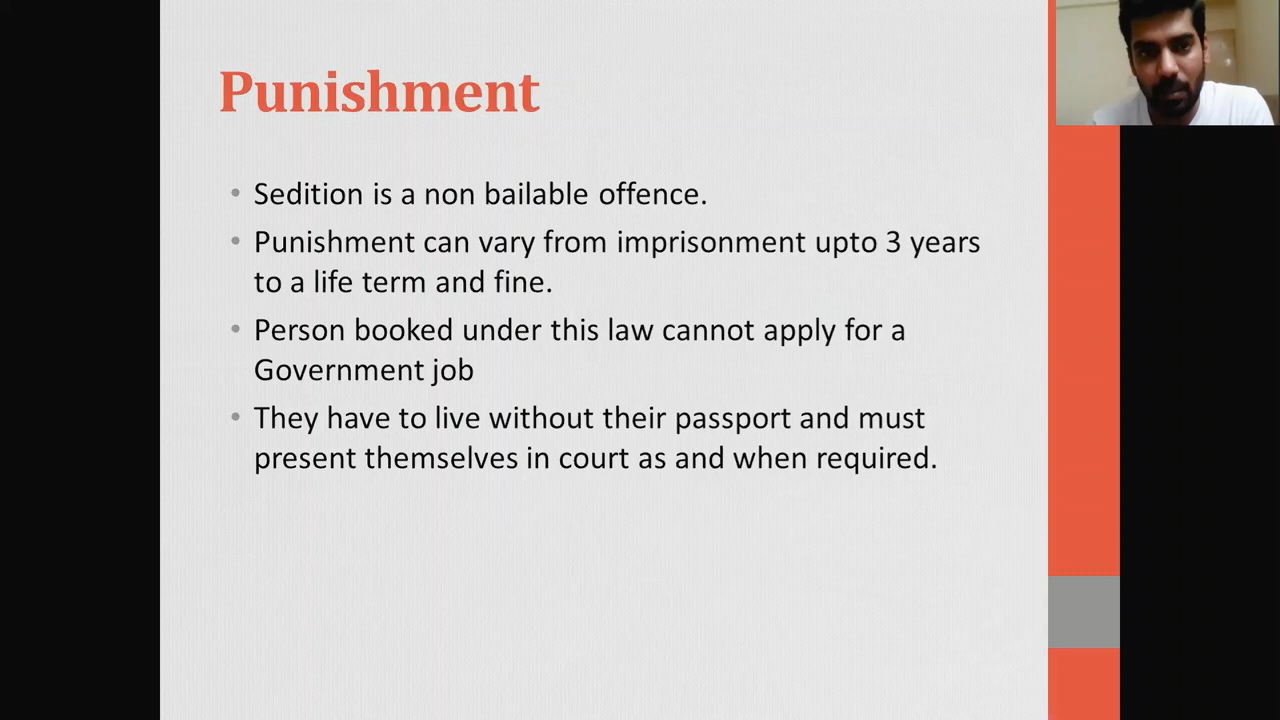 Punishment
• Sedition is a non bailable offence.
• Punishment can vary from imprisonment upto 3 years
to a life term and fine.
• Person booked under this law cannot apply for a
Government job
• They have to live without their passport and must
present themselves in court as and when required.